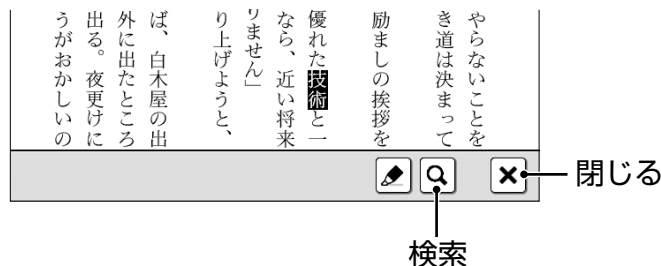 やらないことを
き道は決まって
励ましの挨拶を
優れた技術と一
なら、近い将来
りません」
り上げようと、
ば、白木屋の出
外に出たところ
出る。夜更けに
うがおかしいの
閉じる
検索